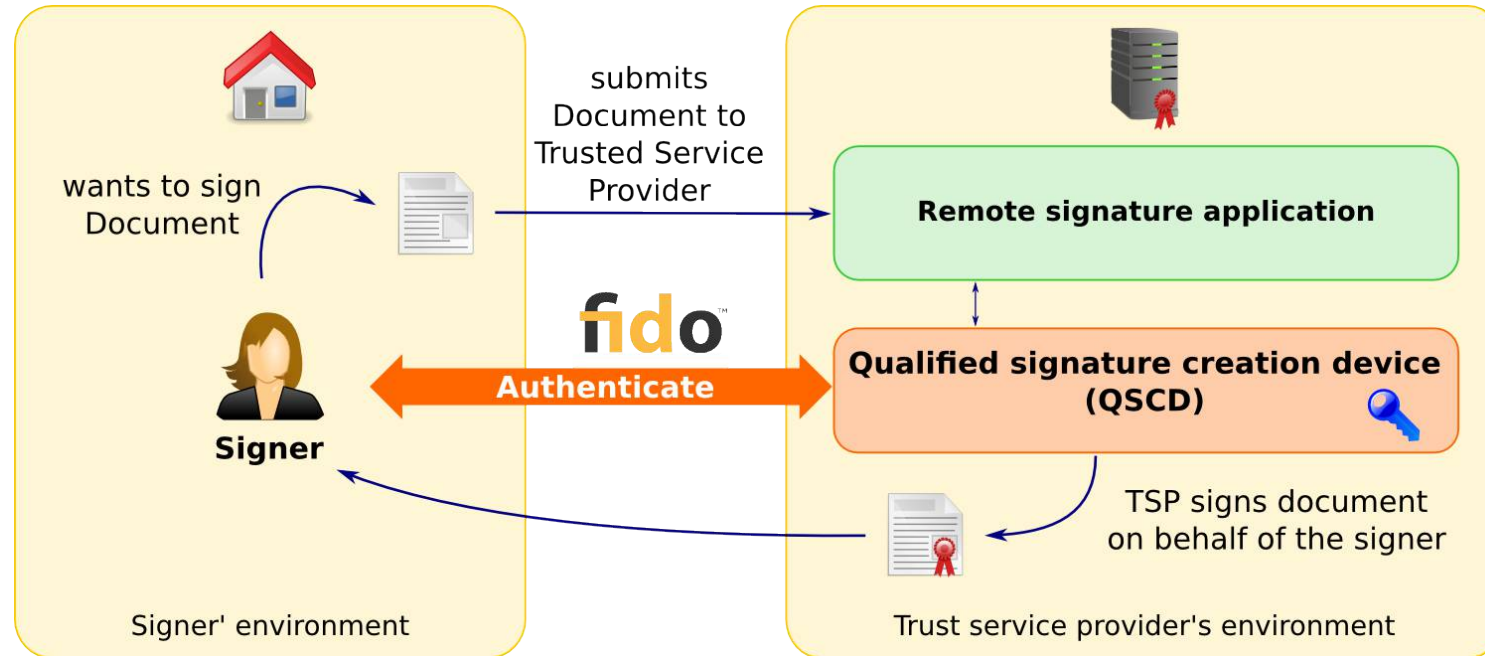 wants to sign
Document
submits
Document to
Trusted Service
Provider
Remote signature application
fido™
Authenticate
Qualified signature creation device
(QSCD)
Signer
TSP signs document
on behalf of the signer
Signer' environment
Trust service provider's environment